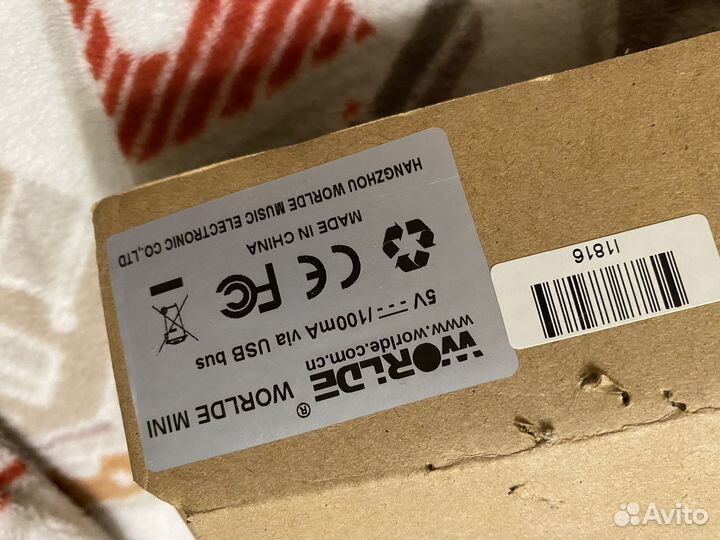 WORLDE® WORLDE MINI
www.worlde.com.cn
5V⎓/100mA via USB bus
CE FC
MADE IN CHINA
HANGZHOU WORLDE MUSIC ELECTRONIC CO.,LTD
I1816
Avito